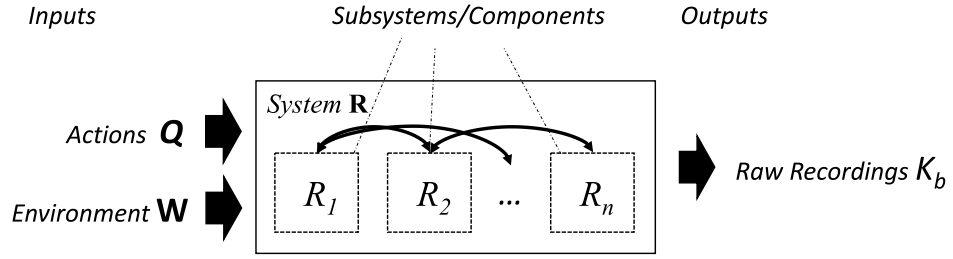 Inputs Subsystems/Components Outputs
System R
Actions Q
R1 R2 ... Rn
Raw Recordings Kb
Environment W